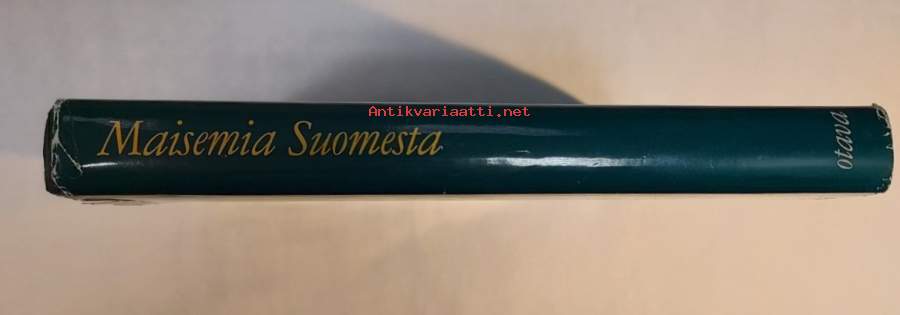 Antikvariaatti.net
Maisemia Suomesta
otava